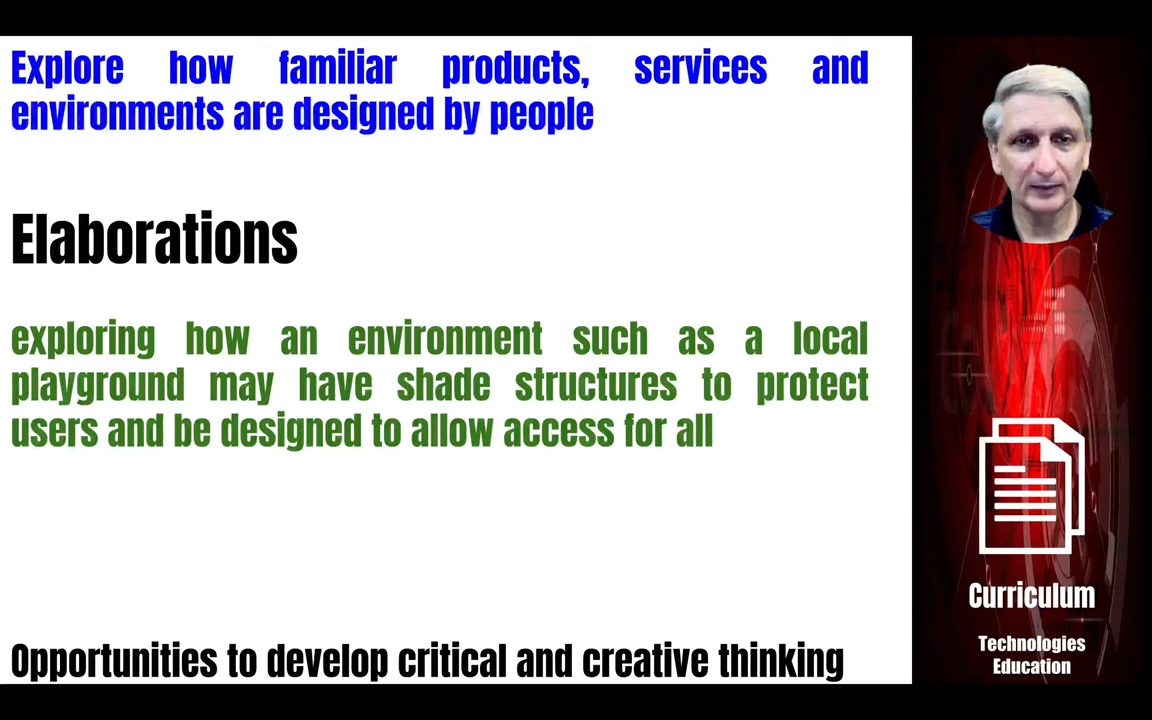 Explore how familiar products, services and
environments are designed by people
Elaborations
exploring how an environment such as a local
playground may have shade structures to protect
users and be designed to allow access for all
Opportunities to develop critical and creative thinking
Curriculum
Technologies
Education